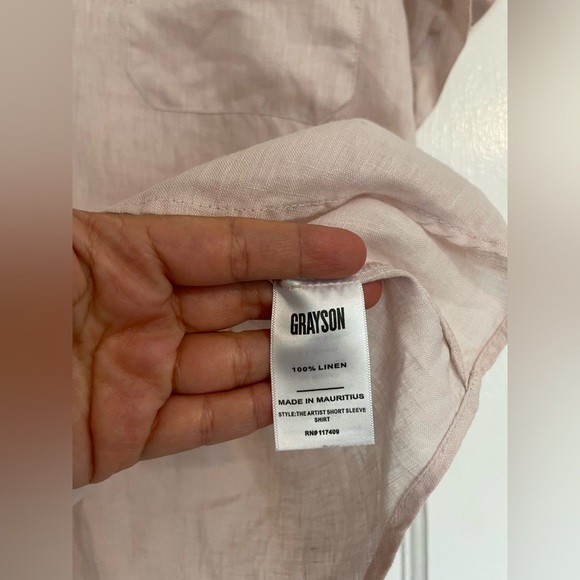 GRAYSON
100% LINEN
MADE IN MAURITIUS
STYLE:THE ARTIST SHORT SLEEVE
SHIRT
RN# 117409